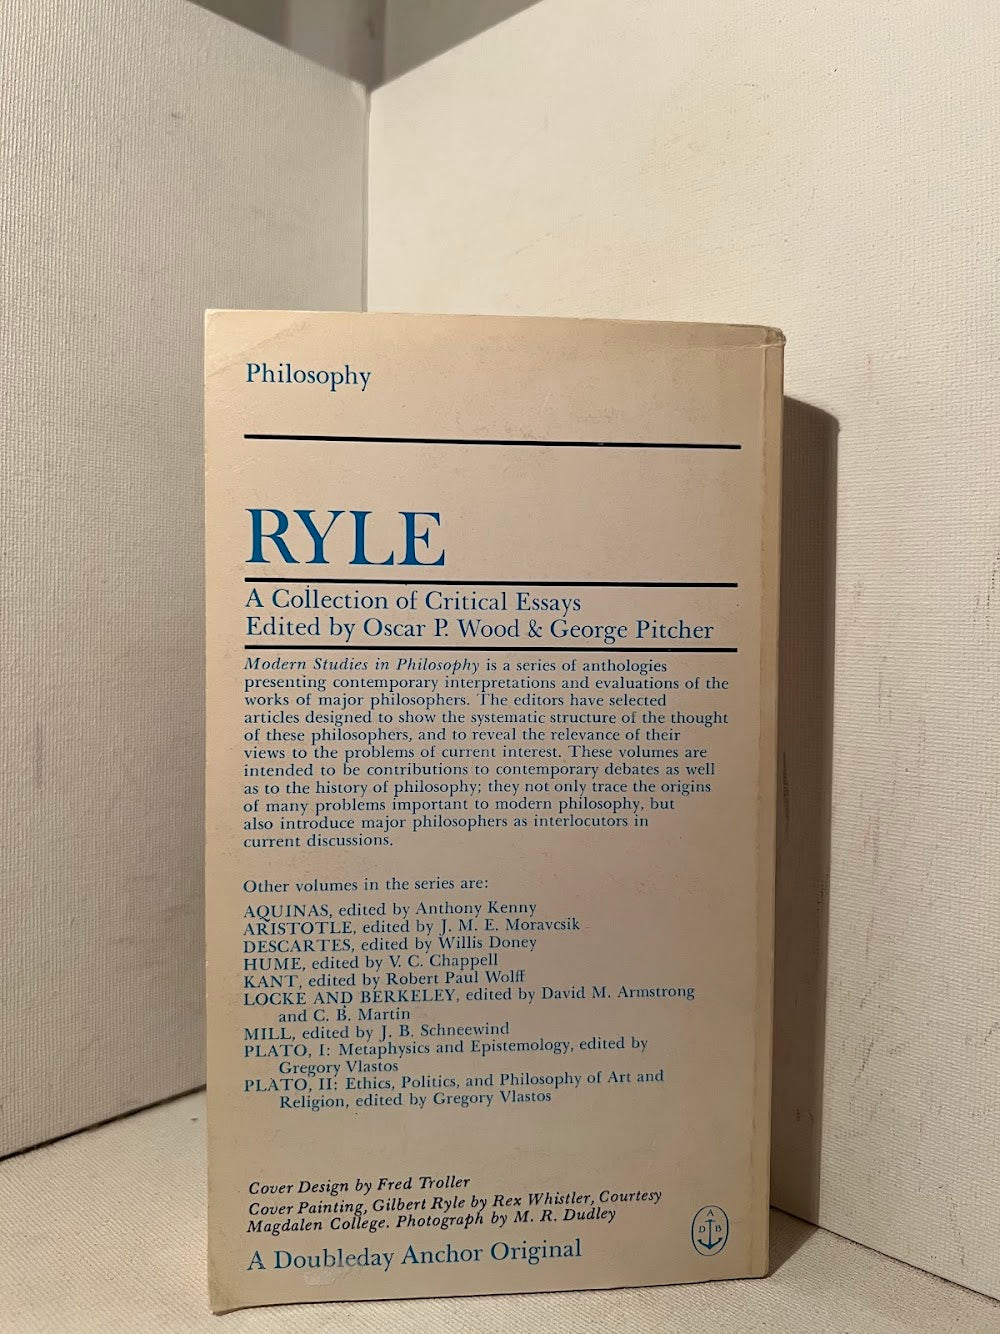 Philosophy
RYLE
A Collection of Critical Essays
Edited by Oscar P. Wood & George Pitcher
Modern Studies in Philosophy is a series of anthologies
presenting contemporary interpretations and evaluations of the
works of major philosophers. The editors have selected
articles designed to show the systematic structure of the thought
of these philosophers, and to reveal the relevance of their
views to the problems of current interest. These volumes are
intended to be contributions to contemporary debates as well
as to the history of philosophy; they not only trace the origins
of many problems important to modern philosophy, but
also introduce major philosophers as interlocutors in
current discussions.
Other volumes in the series are:
AQUINAS, edited by Anthony Kenny
ARISTOTLE, edited by J. M. E. Moravcsik
DESCARTES, edited by Willis Doney
HUME, edited by V. C. Chappell
KANT, edited by Robert Paul Wolff
LOCKE AND BERKELEY, edited by David M. Armstrong
and C. B. Martin
MILL, edited by J. B. Schneewind
PLATO, I: Metaphysics and Epistemology, edited by
Gregory Vlastos
PLATO, II: Ethics, Politics, and Philosophy of Art and
Religion, edited by Gregory Vlastos
Cover Design by Fred Troller
Cover Painting, Gilbert Ryle by Rex Whistler, Courtesy
Magdalen College. Photograph by M. R. Dudley
A Doubleday Anchor Original
A
D B